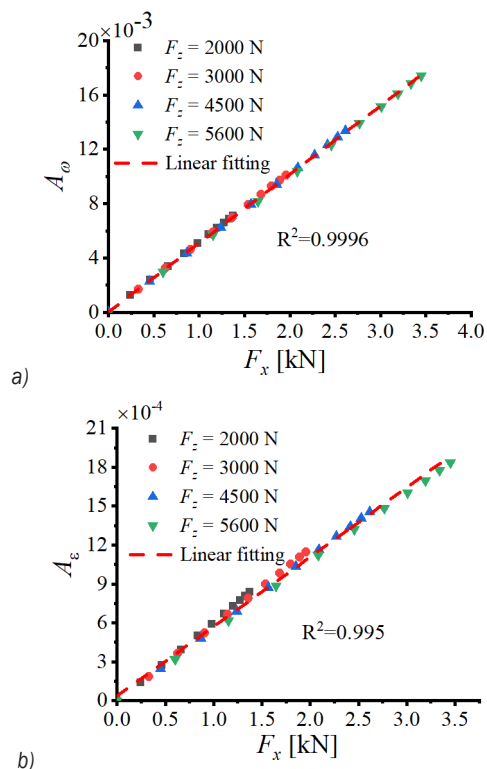 ×10⁻³
20
16
12
8
4
0
A_ω
F_z = 2000 N
F_z = 3000 N
F_z = 4500 N
F_z = 5600 N
Linear fitting
R²=0.9996
0.0 0.5 1.0 1.5 2.0 2.5 3.0 3.5 4.0
F_x [kN]
a)
×10⁻⁴
21
18
15
12
9
6
3
0
A_ε
F_z = 2000 N
F_z = 3000 N
F_z = 4500 N
F_z = 5600 N
Linear fitting
R²=0.995
0.0 0.5 1.0 1.5 2.0 2.5 3.0 3.5
F_x [kN]
b)